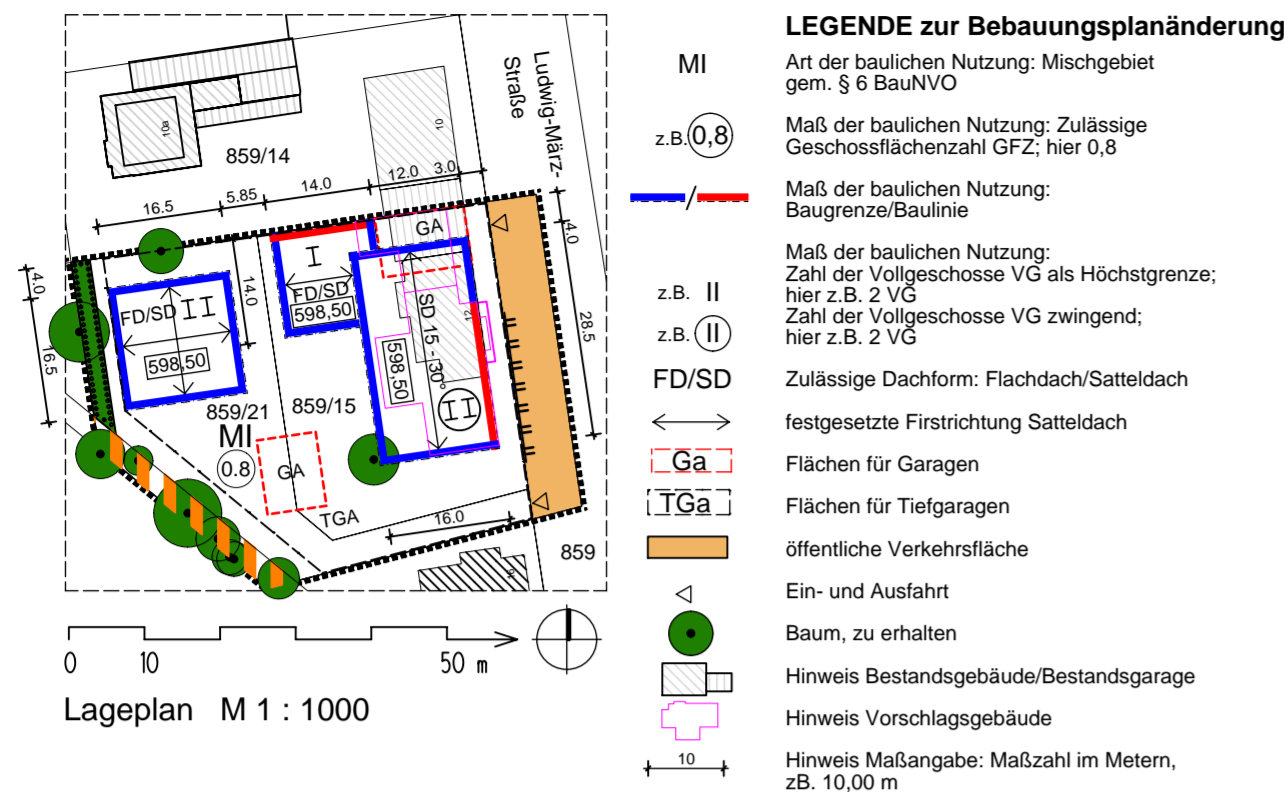 10a
859/14
10
Ludwig-März-
Straße
16.5
5.85
14.0
12.0
3.0
4.0
4.0
16.5
14.0
28.5
GA
I
FD/SD
598,50
FD/SD II
598,50
SD 15 - 30°
598,50
12
II
859/21
859/15
MI
0.8
GA
TGA
16.0
859
0
10
50 m
Lageplan M 1 : 1000
LEGENDE zur Bebauungsplanänderung
MI
Art der baulichen Nutzung: Mischgebiet
gem. § 6 BauNVO
z.B. 0,8
Maß der baulichen Nutzung: Zulässige
Geschossflächenzahl GFZ; hier 0,8
/
Maß der baulichen Nutzung:
Baugrenze/Baulinie
Maß der baulichen Nutzung:
Zahl der Vollgeschosse VG als Höchstgrenze;
z.B. II
hier z.B. 2 VG
Zahl der Vollgeschosse VG zwingend;
z.B. II
hier z.B. 2 VG
FD/SD
Zulässige Dachform: Flachdach/Satteldach
festgesetzte Firstrichtung Satteldach
Ga
Flächen für Garagen
TGa
Flächen für Tiefgaragen
öffentliche Verkehrsfläche
Ein- und Ausfahrt
Baum, zu erhalten
Hinweis Bestandsgebäude/Bestandsgarage
Hinweis Vorschlagsgebäude
10
Hinweis Maßangabe: Maßzahl im Metern,
zB. 10,00 m